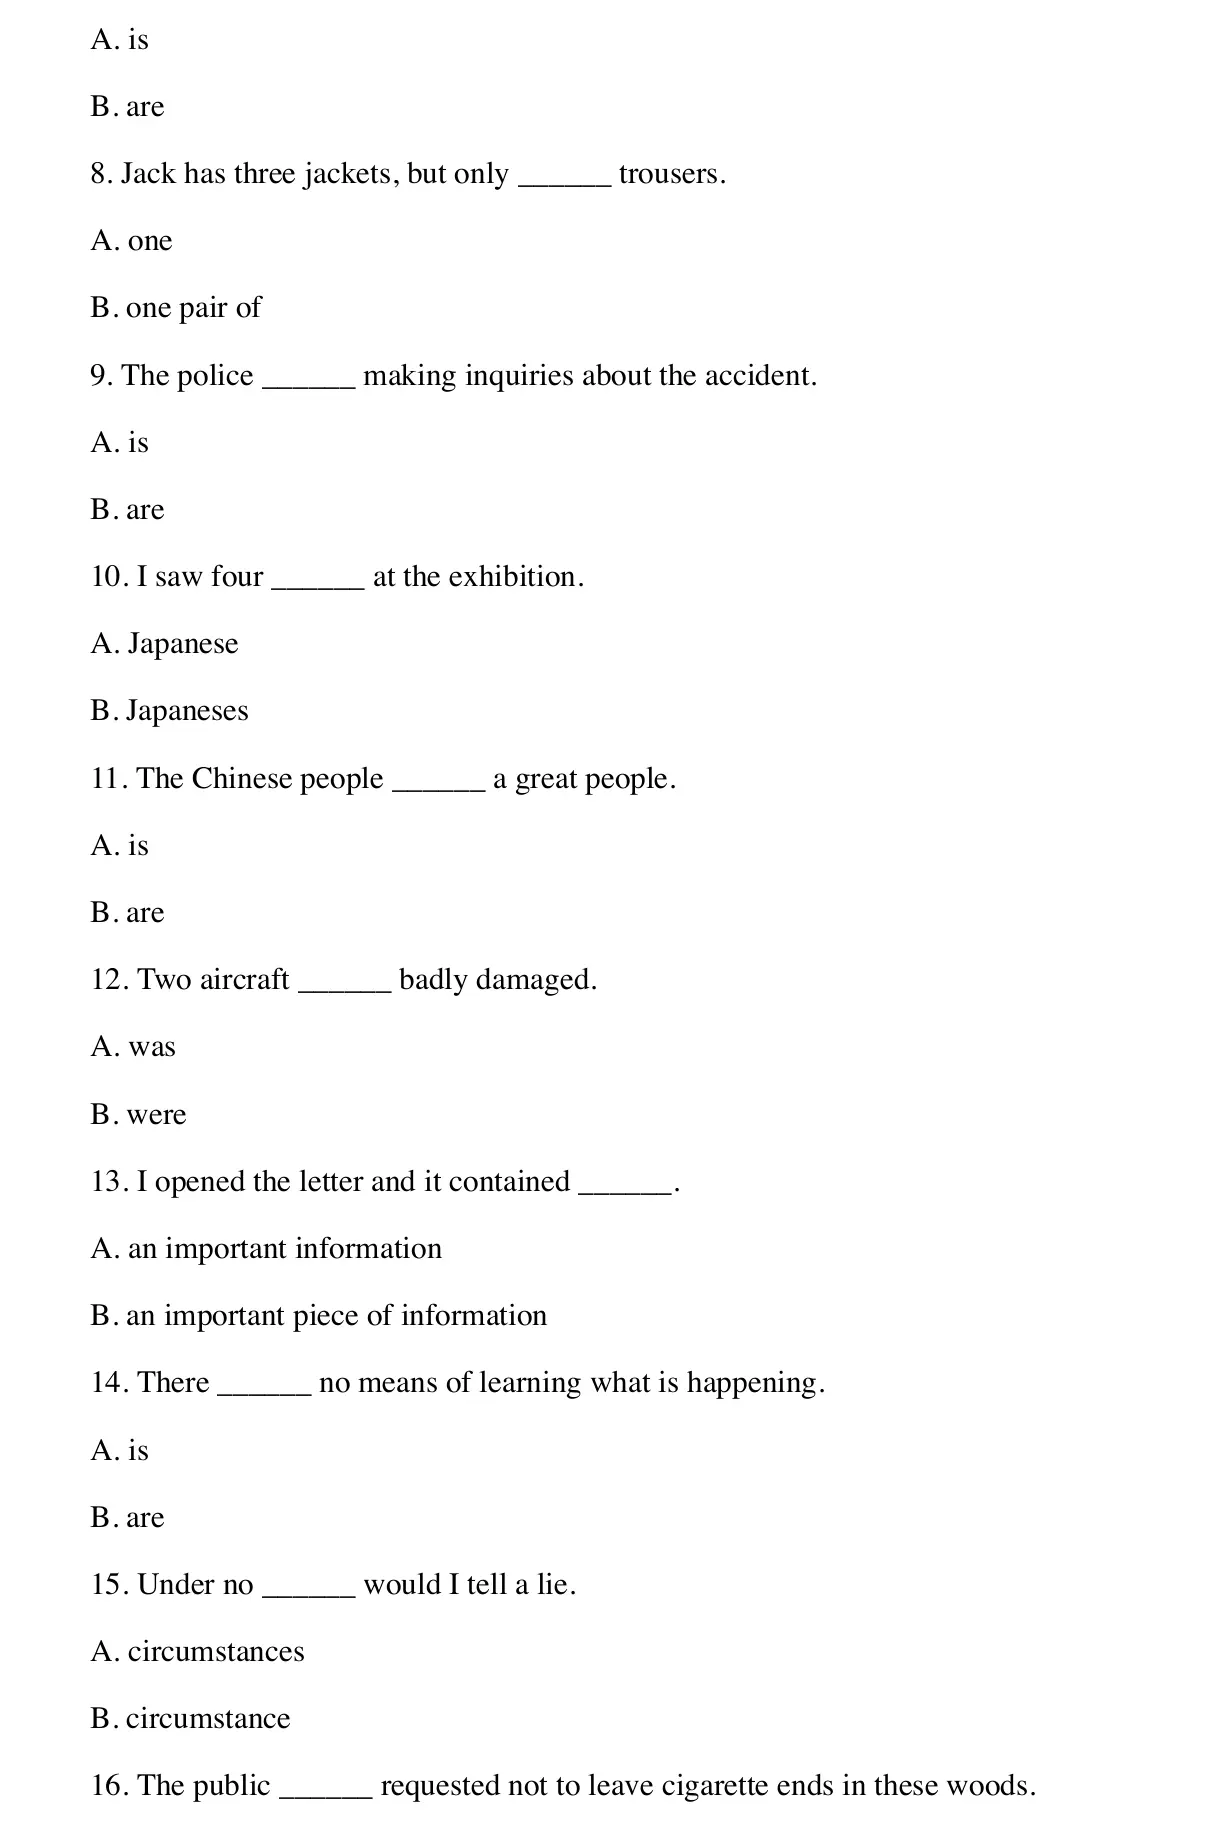 A. is
B. are
8. Jack has three jackets, but only ______ trousers.
A. one
B. one pair of
9. The police ______ making inquiries about the accident.
A. is
B. are
10. I saw four ______ at the exhibition.
A. Japanese
B. Japaneses
11. The Chinese people ______ a great people.
A. is
B. are
12. Two aircraft ______ badly damaged.
A. was
B. were
13. I opened the letter and it contained ______.
A. an important information
B. an important piece of information
14. There ______ no means of learning what is happening.
A. is
B. are
15. Under no ______ would I tell a lie.
A. circumstances
B. circumstance
16. The public ______ requested not to leave cigarette ends in these woods.